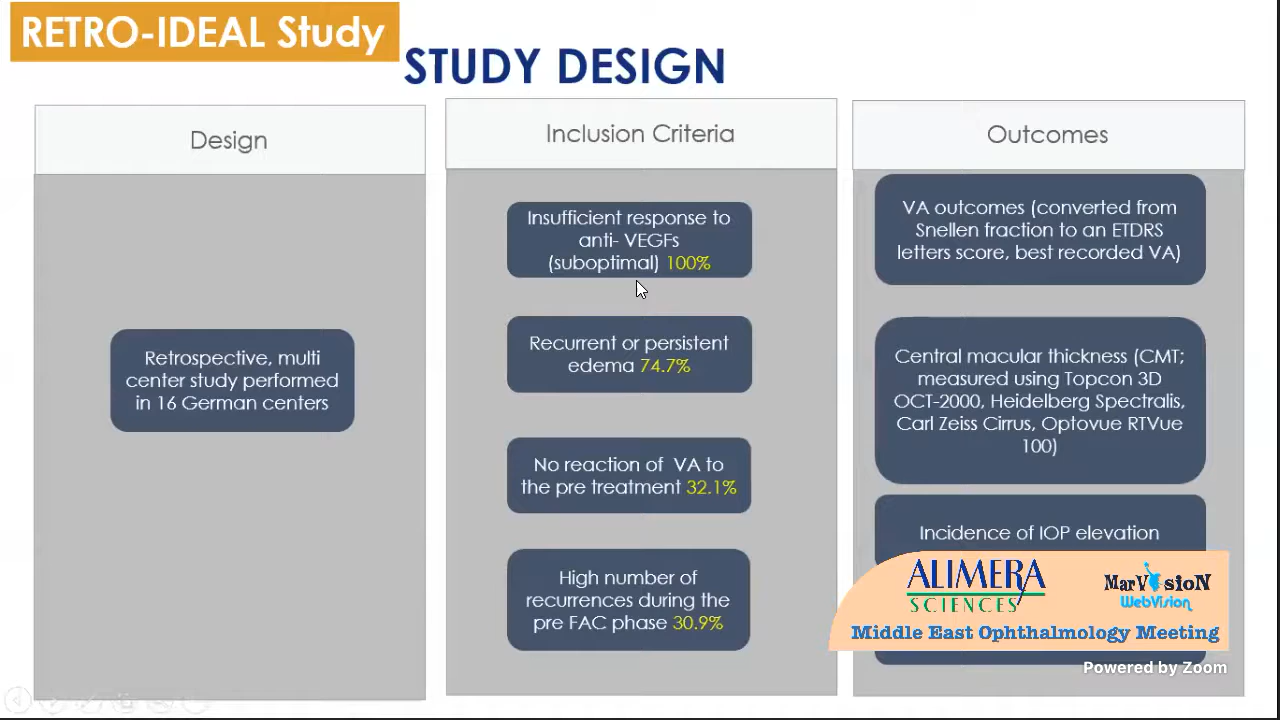 RETRO-IDEAL Study
STUDY DESIGN
Design
Retrospective, multi
center study performed
in 16 German centers
Inclusion Criteria
Insufficient response to
anti- VEGFs
(suboptimal) 100%
Recurrent or persistent
edema 74.7%
No reaction of VA to
the pre treatment 32.1%
High number of
recurrences during the
pre FAC phase 30.9%
Outcomes
VA outcomes (converted from
Snellen fraction to an ETDRS
letters score, best recorded VA)
Central macular thickness (CMT;
measured using Topcon 3D
OCT-2000, Heidelberg Spectralis,
Carl Zeiss Cirrus, Optovue RTVue
100)
Incidence of IOP elevation
ALIMERA
SCIENCES
MarVisioN
WebVision
Middle East Ophthalmology Meeting
Powered by Zoom